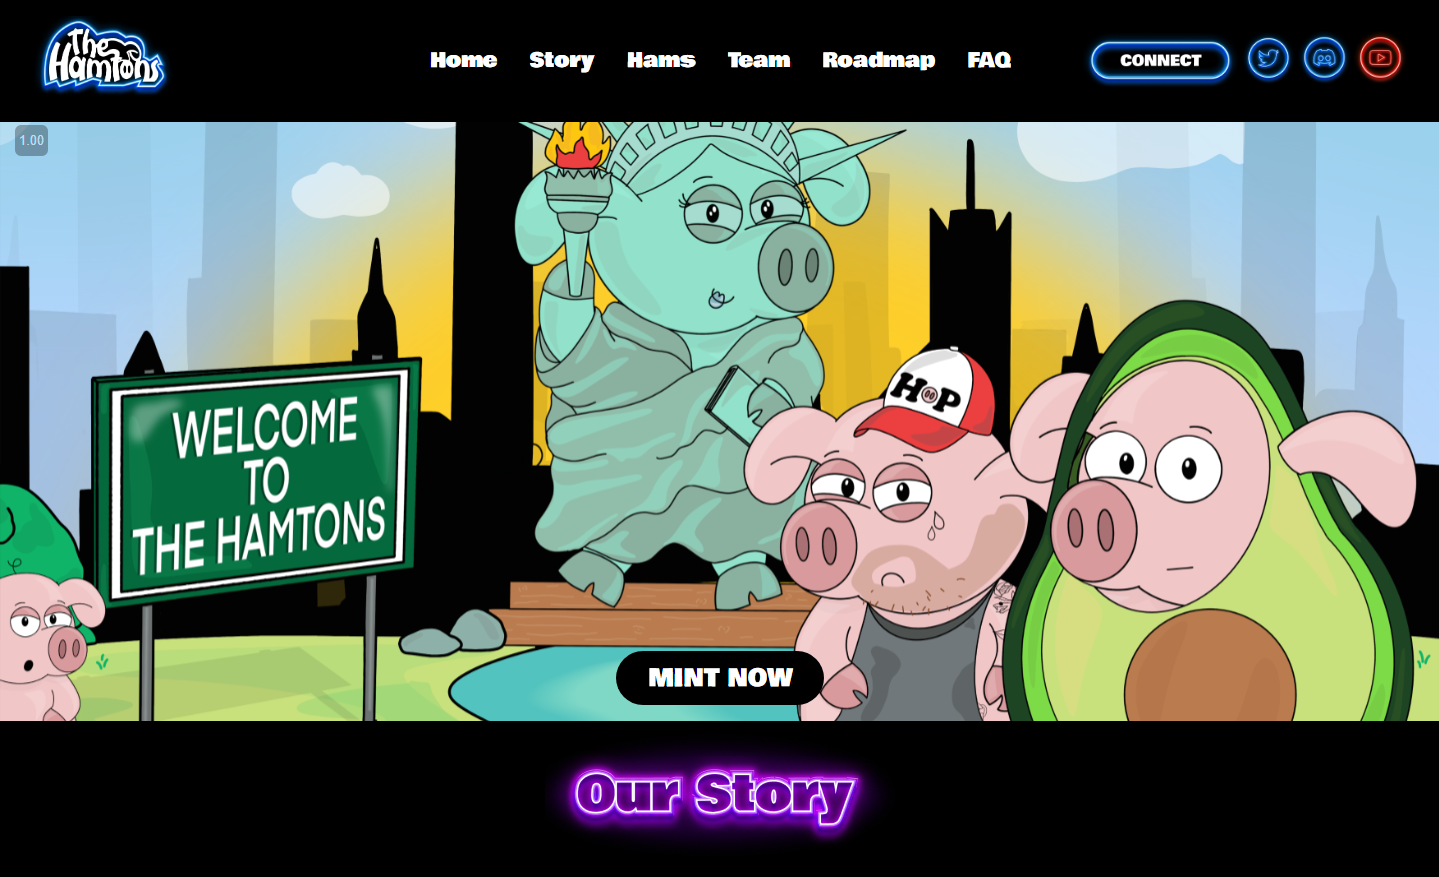 The
Hamtons
Home Story Hams Team Roadmap FAQ
CONNECT
1.00
WELCOME
TO
THE HAMTONS
HOP
MINT NOW
Our Story